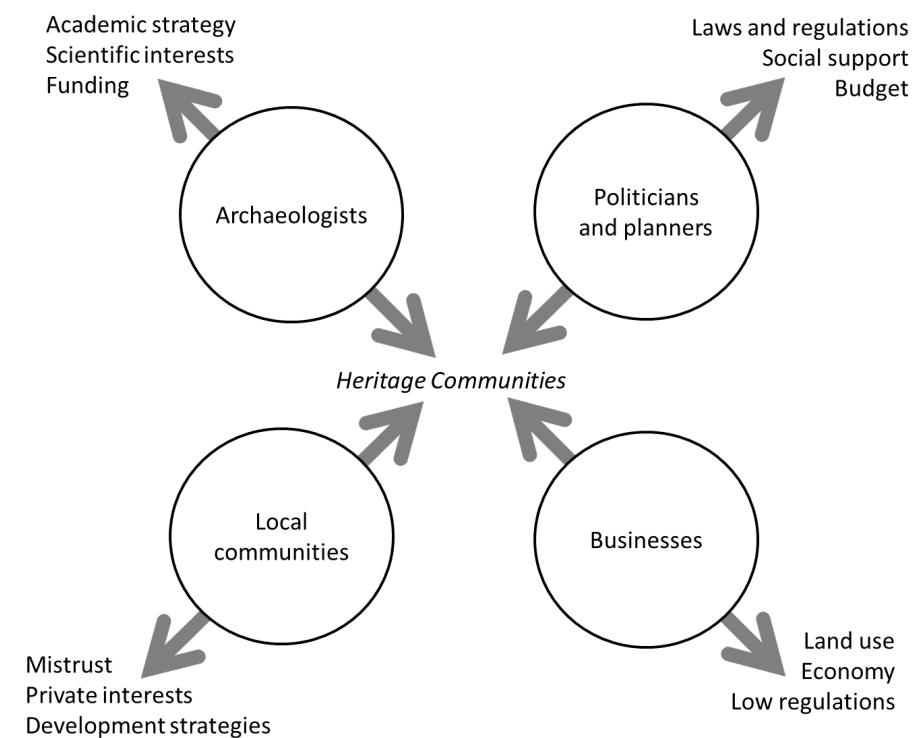 Academic strategy
Scientific interests
Funding
Laws and regulations
Social support
Budget
Archaeologists
Politicians
and planners
Heritage Communities
Local
communities
Businesses
Mistrust
Private interests
Development strategies
Land use
Economy
Low regulations